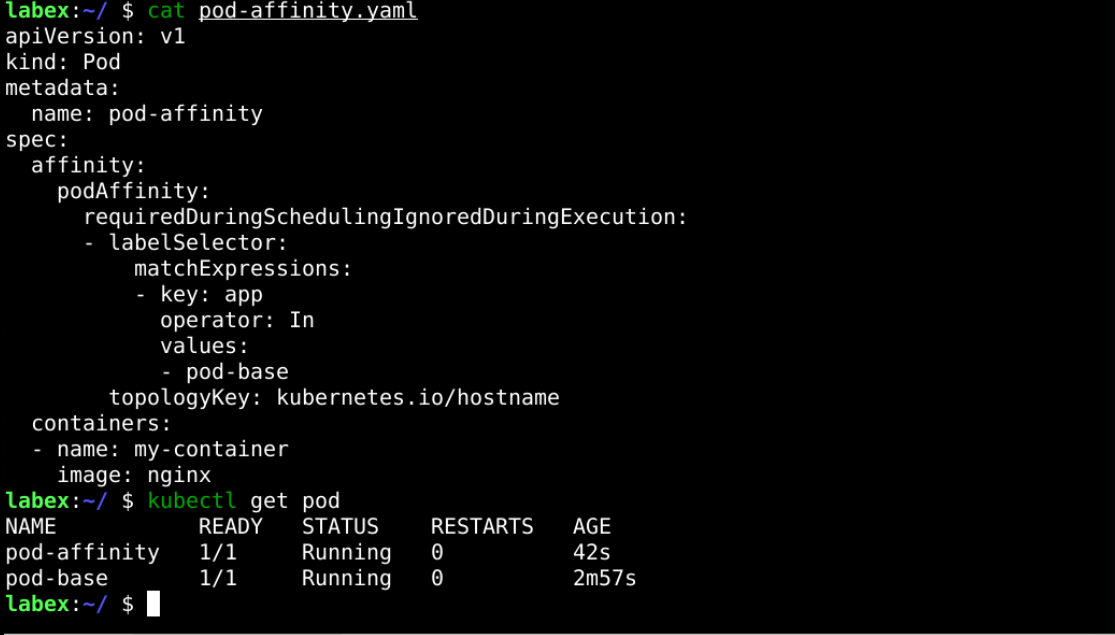 labex:~/ $ cat pod-affinity.yaml
apiVersion: v1
kind: Pod
metadata:
  name: pod-affinity
spec:
  affinity:
    podAffinity:
      requiredDuringSchedulingIgnoredDuringExecution:
      - labelSelector:
          matchExpressions:
          - key: app
            operator: In
            values:
            - pod-base
        topologyKey: kubernetes.io/hostname
  containers:
  - name: my-container
    image: nginx
labex:~/ $ kubectl get pod
NAME           READY   STATUS    RESTARTS   AGE
pod-affinity   1/1     Running   0          42s
pod-base       1/1     Running   0          2m57s
labex:~/ $